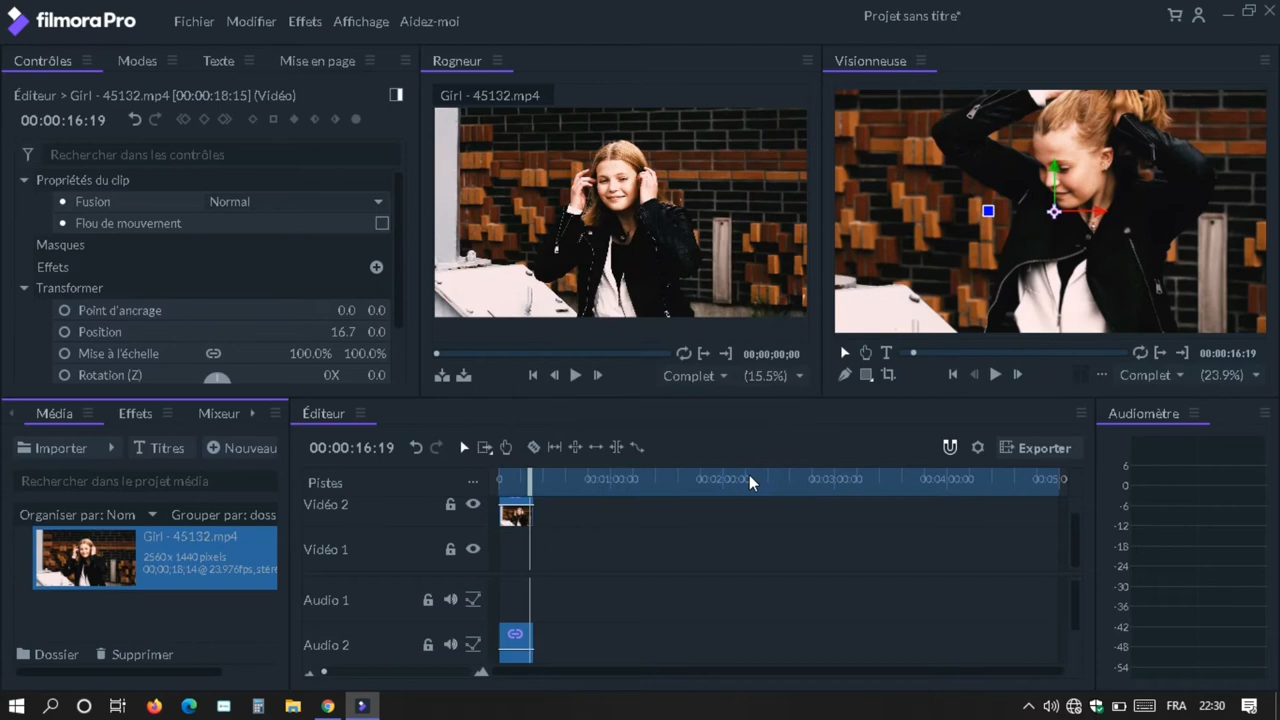 filmoraPro
Fichier Modifier Effets Affichage Aidez-moi
Projet sans titre*
Contrôles Modes Texte Mise en page
Rogneur
Visionneuse
Éditeur > Girl - 45132.mp4 [00:00:18:15] (Vidéo)
Girl - 45132.mp4
00:00:16:19
Rechercher dans les contrôles
Propriétés du clip
Fusion Normal
Flou de mouvement
Masques
Effets
Transformer
Point d'ancrage 0.0 0.0
Position 16.7 0.0
Mise à l'échelle 100.0% 100.0%
Rotation (Z) 0X 0.0
00;00;00;00
Complet (15.5%)
00:00:16:19
Complet (23.9%)
Média Effets Mixeur
Éditeur
Audiomètre
Importer Titres Nouveau
00:00:16:19
Exporter
Rechercher dans le projet média
Pistes
0 00:01:00:00 00:02:00:00 00:03:00:00 00:04:00:00 00:05:0
Organiser par: Nom Grouper par: doss
Girl - 45132.mp4
2560 x 1440 pixels
00;00;18;14 @ 23.976fps, stér
Vidéo 2
Vidéo 1
Audio 1
Audio 2
6
0
-6
-12
-18
-24
-30
-36
-42
-48
-54
Dossier Supprimer
FRA 22:30